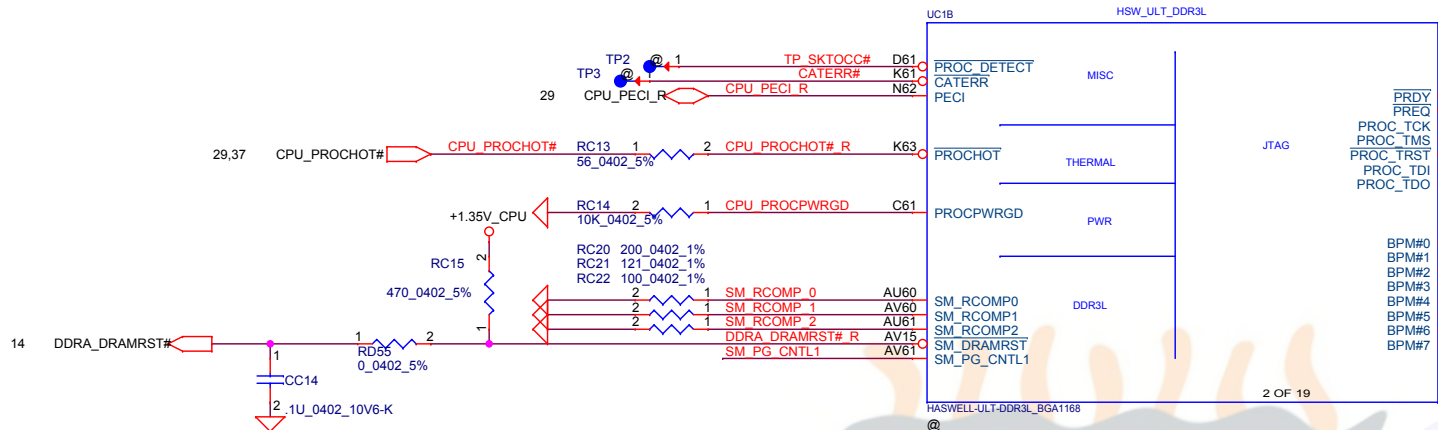 UC1B
HSW_ULT_DDR3L
TP2 @ 1 TP_SKTOCC# D61 PROC_DETECT
TP3 @ CATERR# K61 CATERR
29 CPU_PECI_R CPU_PECI_R N62 PECI
MISC
PRDY
PREQ
PROC_TCK
PROC_TMS
PROC_TRST
PROC_TDI
PROC_TDO
JTAG
29,37 CPU_PROCHOT# CPU_PROCHOT# 1 RC13 2 CPU_PROCHOT#_R K63 PROCHOT
56_0402_5%
THERMAL
2 RC14 1 CPU_PROCPWRGD C61 PROCPWRGD
10K_0402_5%
PWR
+1.35V_CPU
2
RC15
470_0402_5%
1
RC20 200_0402_1%
RC21 121_0402_1%
RC22 100_0402_1%
BPM#0
BPM#1
BPM#2
BPM#3
BPM#4
BPM#5
BPM#6
BPM#7
2 1 SM_RCOMP_0 AU60 SM_RCOMP0
2 1 SM_RCOMP_1 AV60 SM_RCOMP1
2 1 SM_RCOMP_2 AU61 SM_RCOMP2
DDR3L
14 DDRA_DRAMRST# 1 RD55 2 DDRA_DRAMRST#_R AV15 SM_DRAMRST
0_0402_5%
SM_PG_CNTL1 AV61 SM_PG_CNTL1
1
CC14
2 .1U_0402_10V6-K
2 OF 19
HASWELL-ULT-DDR3L_BGA1168
@